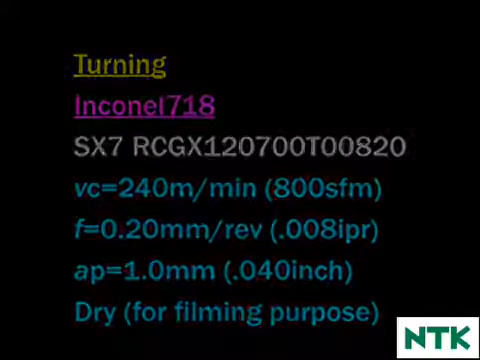 Turning
Inconel718
SX7 RCGX120700T00820
vc=240m/min (800sfm)
f=0.20mm/rev (.008ipr)
ap=1.0mm (.040inch)
Dry (for filming purpose)
NTK